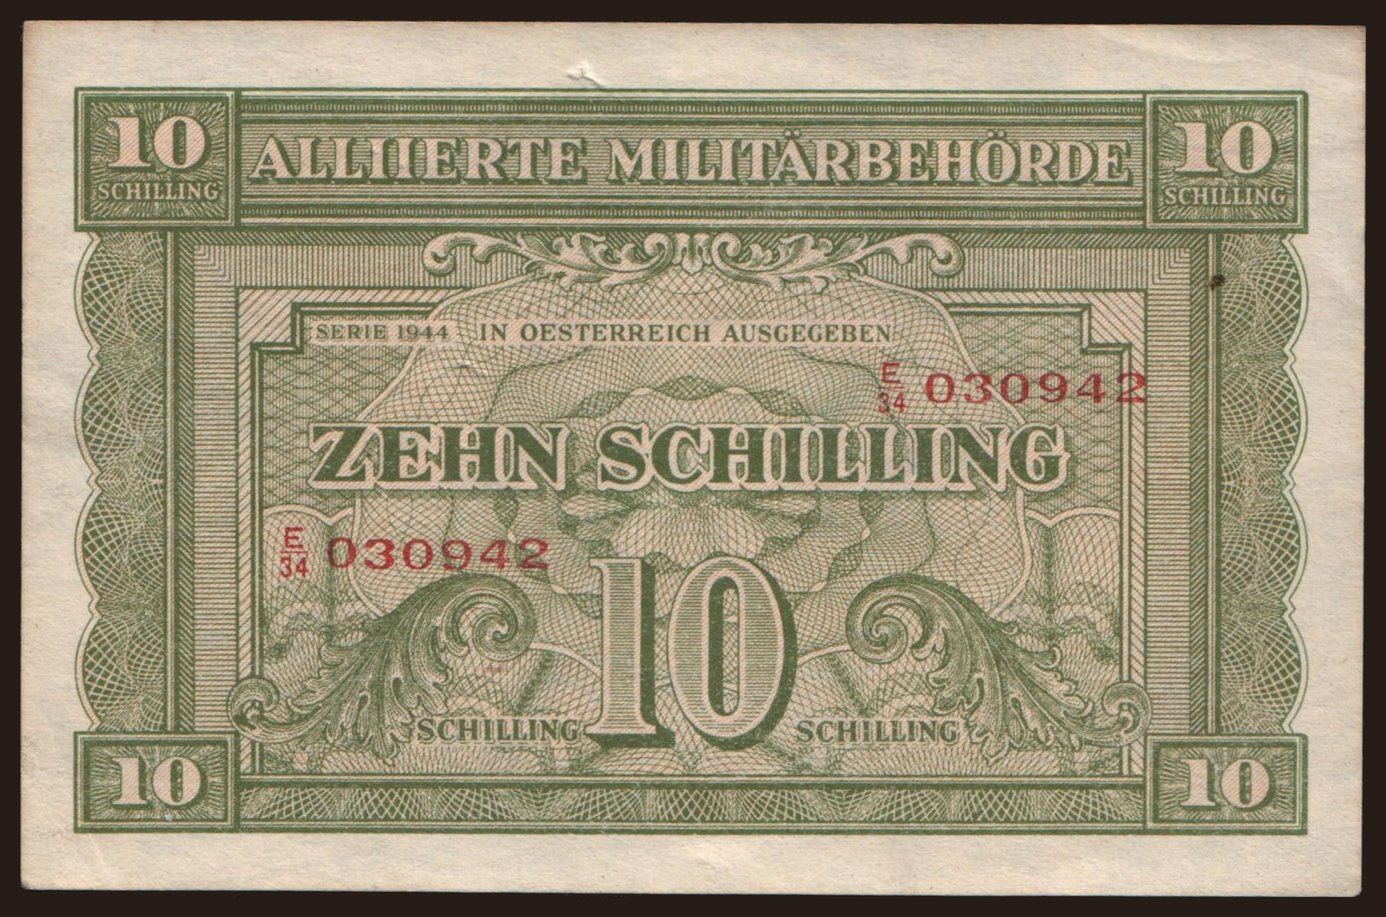 10 ALLIIERTE MILITÄRBEHÖRDE 10
SCHILLING SCHILLING
SERIE 1944 IN OESTERREICH AUSGEGEBEN
E/34 030942
ZEHN SCHILLING
E/34 030942
SCHILLING 10 SCHILLING
10 10